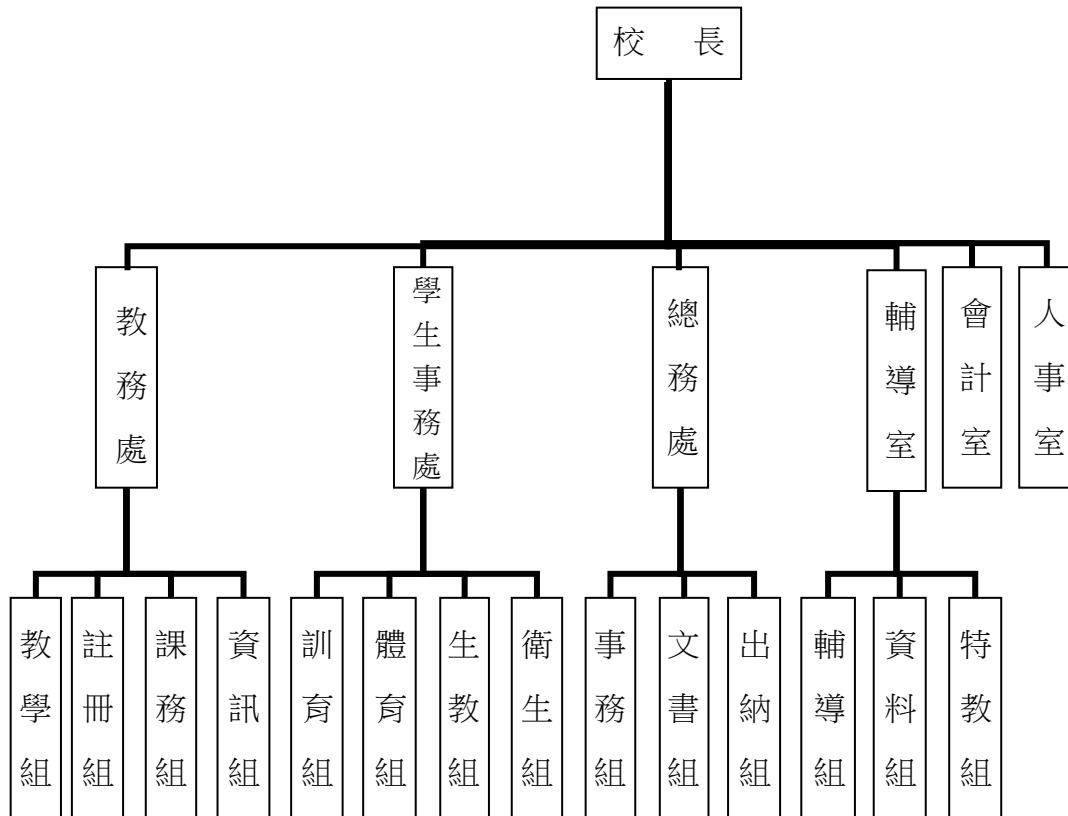 校 長
教務處
學生事務處
總務處
輔導室
會計室
人事室
教學組
註冊組
課務組
資訊組
訓育組
體育組
生教組
衛生組
事務組
文書組
出納組
輔導組
資料組
特教組